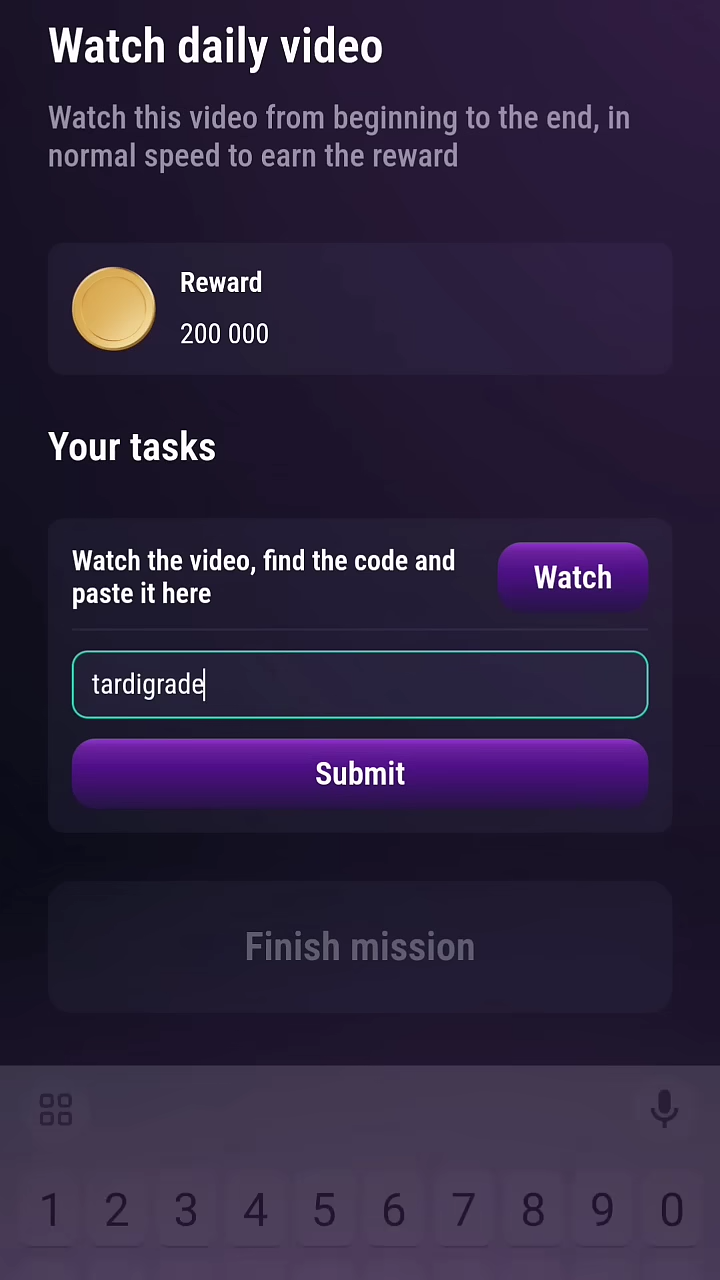 Watch daily video
Watch this video from beginning to the end, in
normal speed to earn the reward
Reward
200 000
Your tasks
Watch the video, find the code and
paste it here
Watch
tardigrade
Submit
Finish mission
1 2 3 4 5 6 7 8 9 0